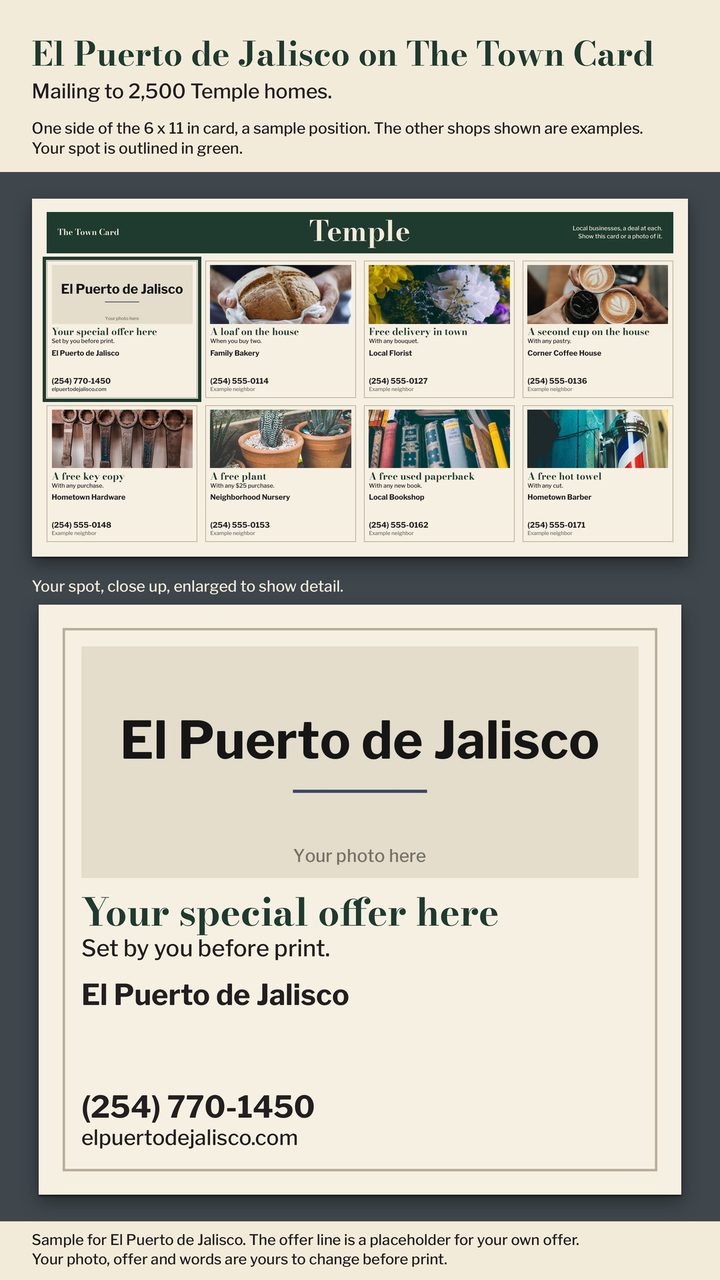 El Puerto de Jalisco on The Town Card
Mailing to 2,500 Temple homes.
One side of the 6 x 11 in card, a sample position. The other shops shown are examples.
Your spot is outlined in green.
The Town Card
Temple
Local businesses, a deal at each.
Show this card or a photo of it.
El Puerto de Jalisco
Your photo here
Your special offer here
Set by you before print.
El Puerto de Jalisco
(254) 770-1450
elpuertodejalisco.com
A loaf on the house
When you buy two.
Family Bakery
(254) 555-0114
Example neighbor
Free delivery in town
With any bouquet.
Local Florist
(254) 555-0127
Example neighbor
A second cup on the house
With any pastry.
Corner Coffee House
(254) 555-0136
Example neighbor
A free key copy
With any purchase.
Hometown Hardware
(254) 555-0148
Example neighbor
A free plant
With any $25 purchase.
Neighborhood Nursery
(254) 555-0153
Example neighbor
A free used paperback
With any new book.
Local Bookshop
(254) 555-0162
Example neighbor
A free hot towel
With any cut.
Hometown Barber
(254) 555-0171
Example neighbor
Your spot, close up, enlarged to show detail.
El Puerto de Jalisco
Your photo here
Your special offer here
Set by you before print.
El Puerto de Jalisco
(254) 770-1450
elpuertodejalisco.com
Sample for El Puerto de Jalisco. The offer line is a placeholder for your own offer.
Your photo, offer and words are yours to change before print.